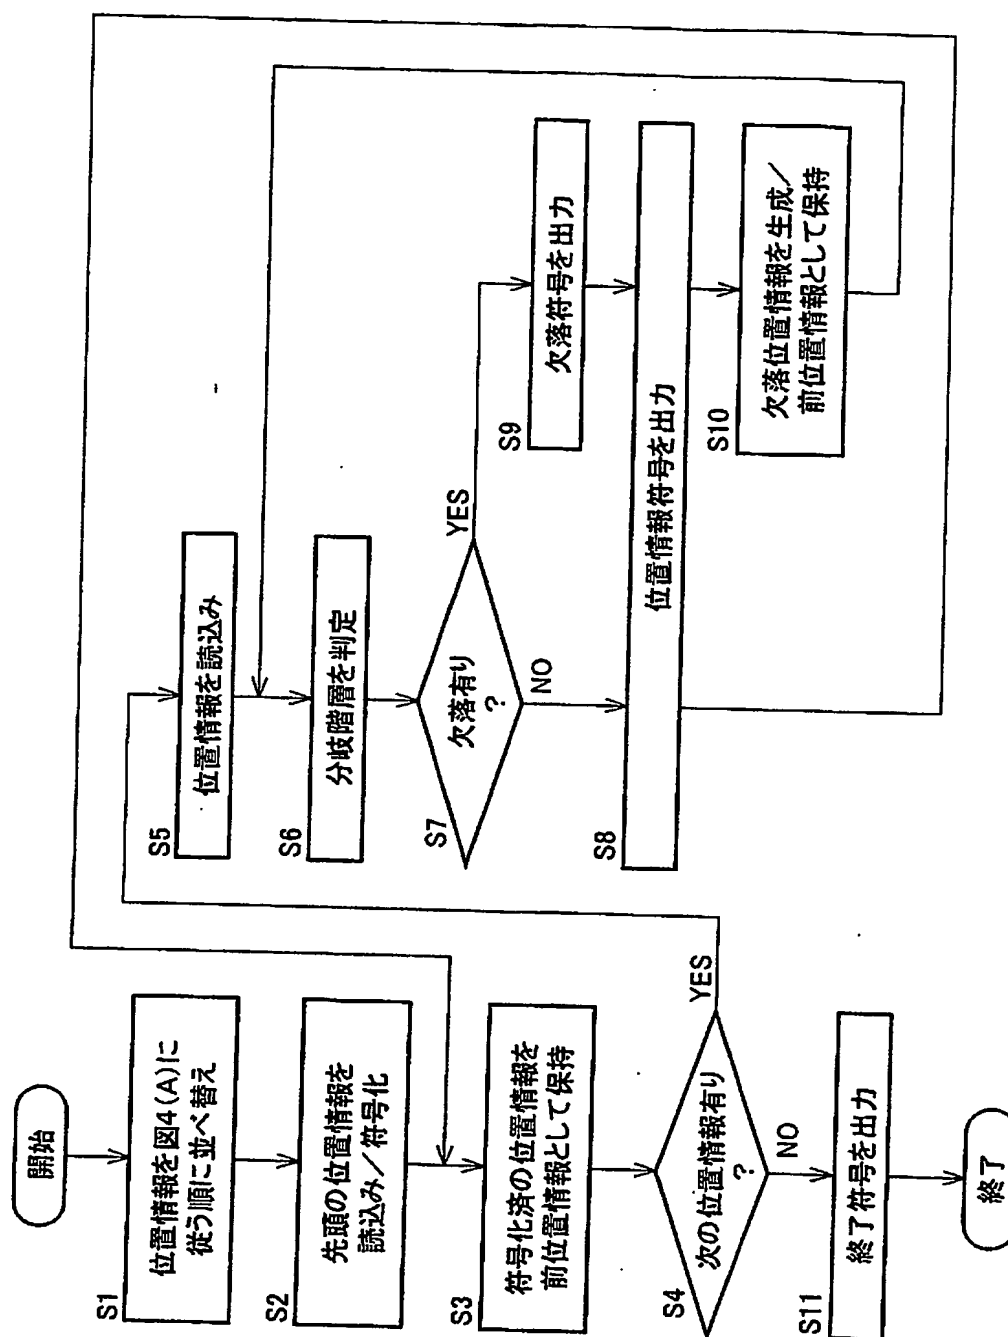 開始
S1
位置情報を図4(A)に
従う順に並べ替え
S2
先頭の位置情報を
読込み/符号化
S3
符号化済の位置情報を
前位置情報として保持
S4
次の位置情報有り
?
YES
NO
S11
終了符号を出力
終了
S5
位置情報を読込み
S6
分岐階層を判定
S7
欠落有り
?
YES
NO
S9
欠落符号を出力
S8
位置情報符号を出力
S10
欠落位置情報を生成/
前位置情報として保持